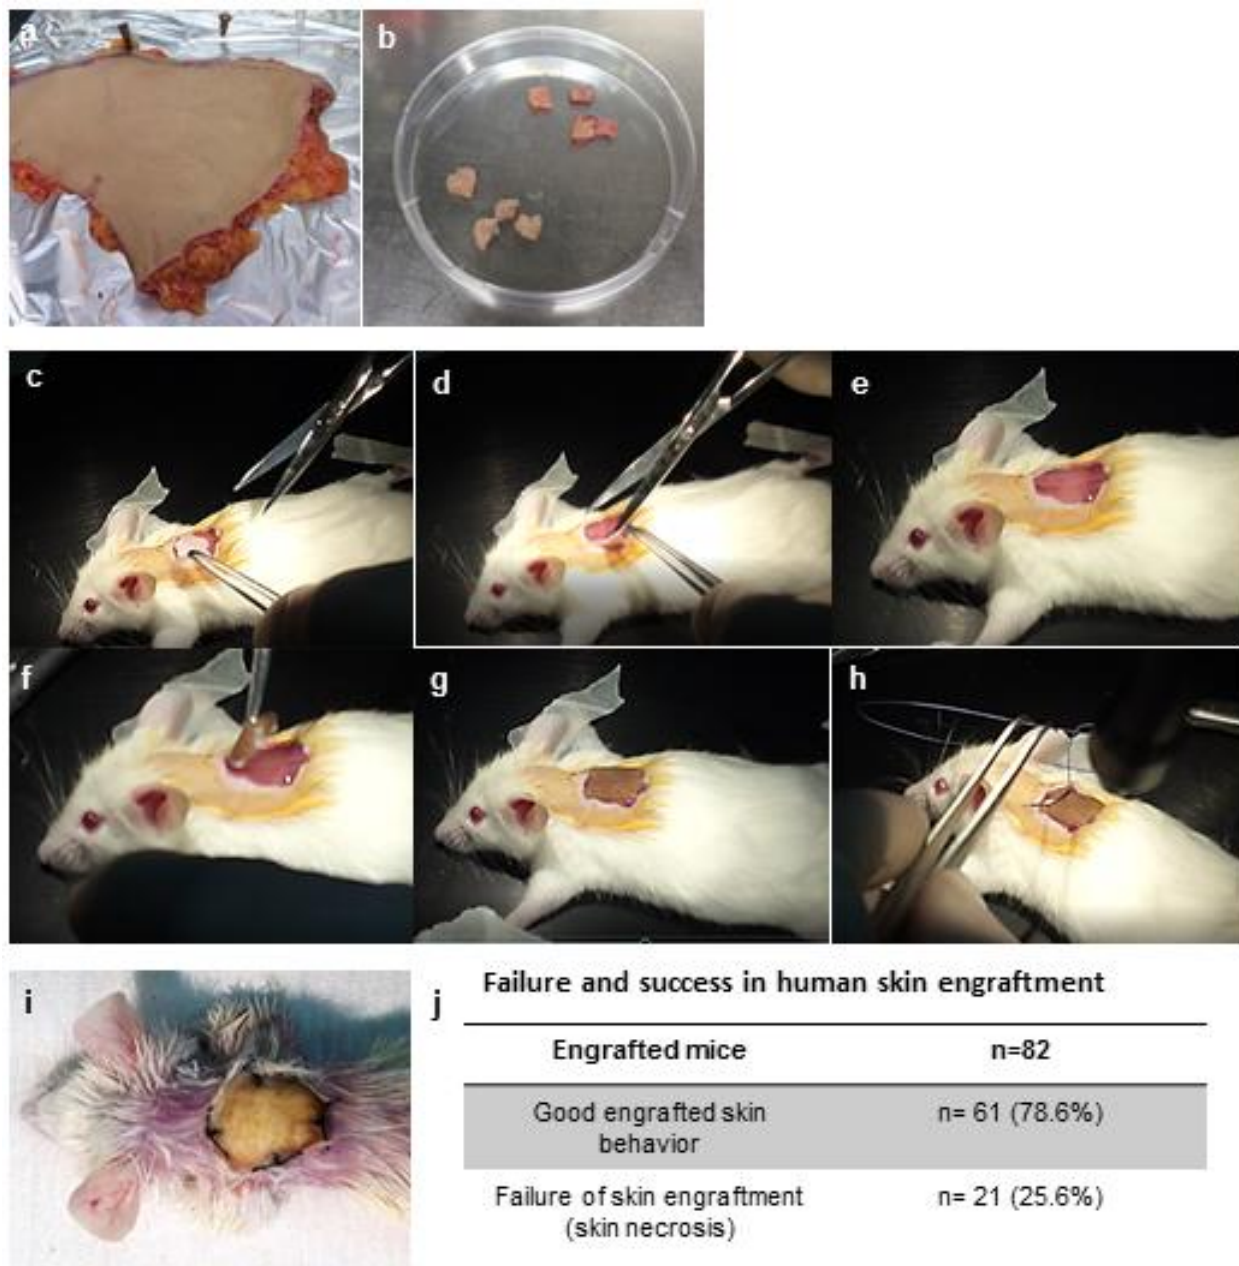 a
b
c
d
e
f
g
h
i
j
Failure and success in human skin engraftment
Engrafted mice n=82
Good engrafted skin
behavior
n= 61 (78.6%)
Failure of skin engraftment
(skin necrosis)
n= 21 (25.6%)